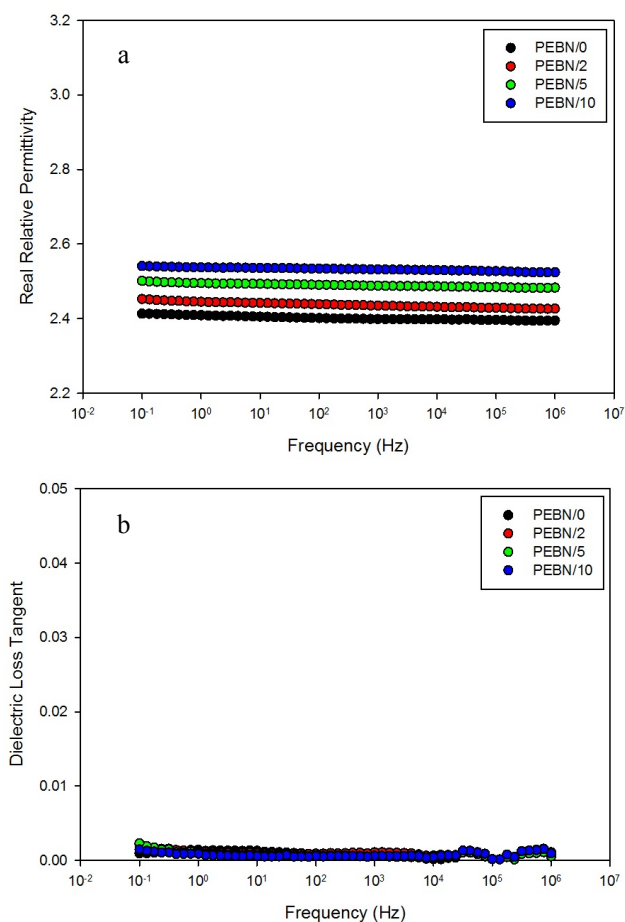 a
PEBN/0
PEBN/2
PEBN/5
PEBN/10
Real Relative Permittivity
3.2
3.0
2.8
2.6
2.4
2.2
10⁻² 10⁻¹ 10⁰ 10¹ 10² 10³ 10⁴ 10⁵ 10⁶ 10⁷
Frequency (Hz)
b
PEBN/0
PEBN/2
PEBN/5
PEBN/10
Dielectric Loss Tangent
0.05
0.04
0.03
0.02
0.01
0.00
10⁻² 10⁻¹ 10⁰ 10¹ 10² 10³ 10⁴ 10⁵ 10⁶ 10⁷
Frequency (Hz)